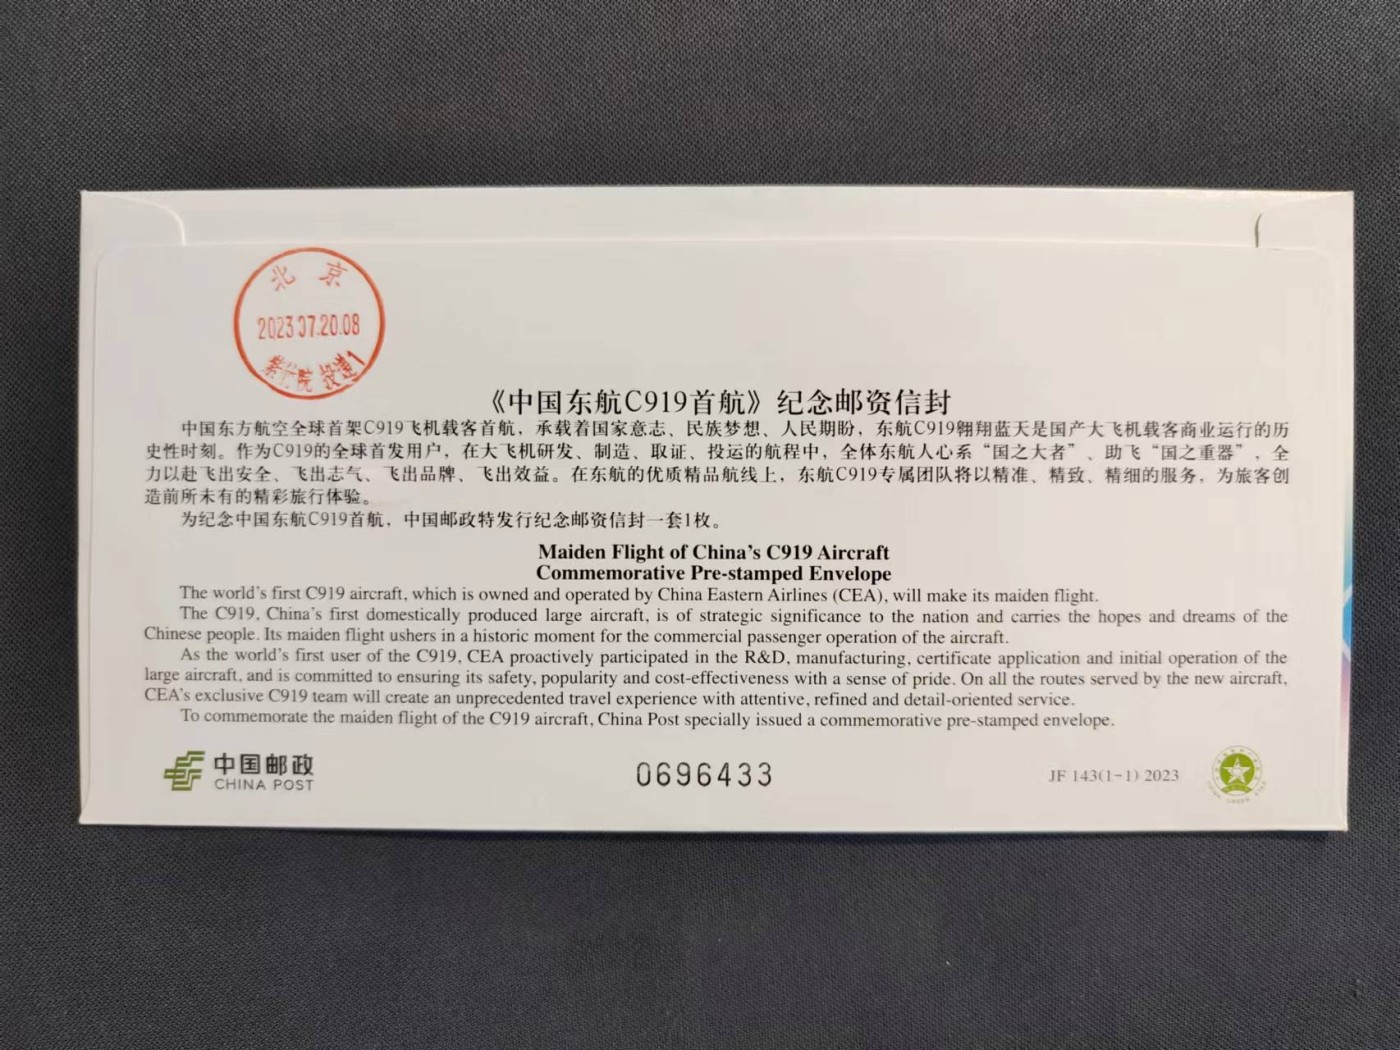 北京
2023.07.20.08
紫竹院 投递1
《中国东航C919首航》纪念邮资信封
中国东方航空全球首架C919飞机载客首航，承载着国家意志、民族梦想、人民期盼，东航C919翱翔蓝天是国产大飞机载客商业运行的历
史性时刻。作为C919的全球首发用户，在大飞机研发、制造、取证、投运的航程中，全体东航人心系“国之大者”、助飞“国之重器”，全
力以赴飞出安全、飞出志气、飞出品牌、飞出效益。在东航的优质精品航线上，东航C919专属团队将以精准、精致、精细的服务，为旅客创
造前所未有的精彩旅行体验。
为纪念中国东航C919首航，中国邮政特发行纪念邮资信封一套1枚。
Maiden Flight of China's C919 Aircraft
Commemorative Pre-stamped Envelope
The world's first C919 aircraft, which is owned and operated by China Eastern Airlines (CEA), will make its maiden flight.
The C919, China's first domestically produced large aircraft, is of strategic significance to the nation and carries the hopes and dreams of the
Chinese people. Its maiden flight ushers in a historic moment for the commercial passenger operation of the aircraft.
As the world's first user of the C919, CEA proactively participated in the R&D, manufacturing, certificate application and initial operation of the
large aircraft, and is committed to ensuring its safety, popularity and cost-effectiveness with a sense of pride. On all the routes served by the new aircraft,
CEA's exclusive C919 team will create an unprecedented travel experience with attentive, refined and detail-oriented service.
To commemorate the maiden flight of the C919 aircraft, China Post specially issued a commemorative pre-stamped envelope.
中国邮政
CHINA POST
0696433
JF 143(1-1) 2023